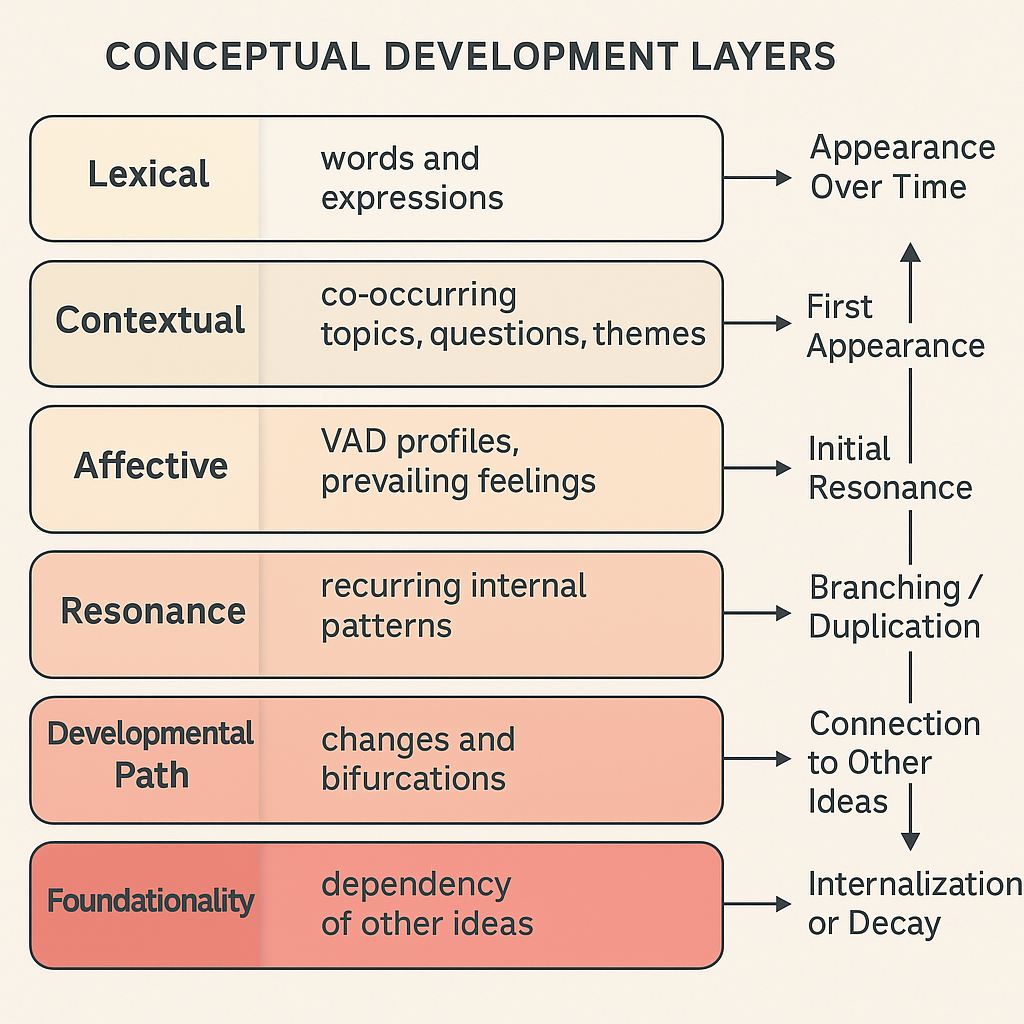 CONCEPTUAL DEVELOPMENT LAYERS
Lexical
words and
expressions
Appearance
Over Time
Contextual
co-occurring
topics, questions, themes
First
Appearance
Affective
VAD profiles,
prevailing feelings
Initial
Resonance
Resonance
recurring internal
patterns
Branching /
Duplication
Developmental
Path
changes and
bifurcations
Connection
to Other
Ideas
Foundationality
dependency
of other ideas
Internalization
or Decay